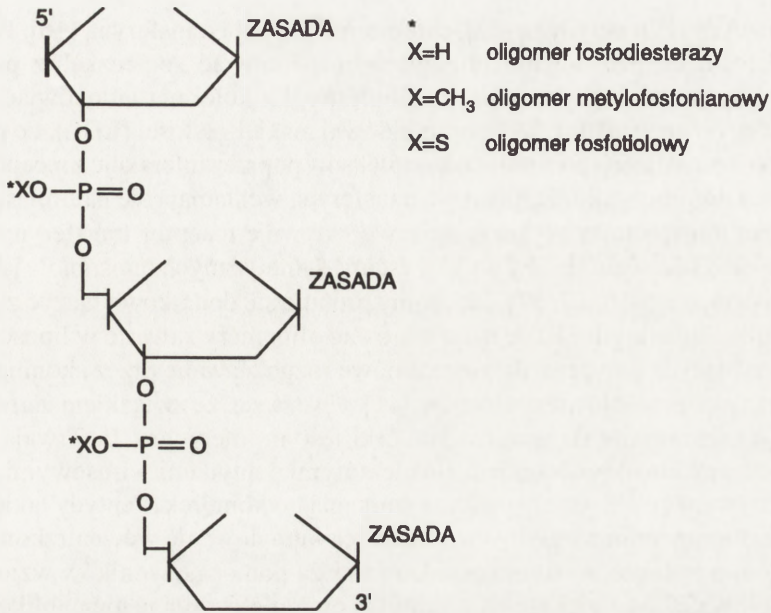 5'
ZASADA
*
X=H oligomer fosfodiesterazy
X=CH₃ oligomer metylofosfonianowy
X=S oligomer fosfotiolowy
O
*XO—P=O
O
ZASADA
O
*XO—P=O
O
ZASADA
3'